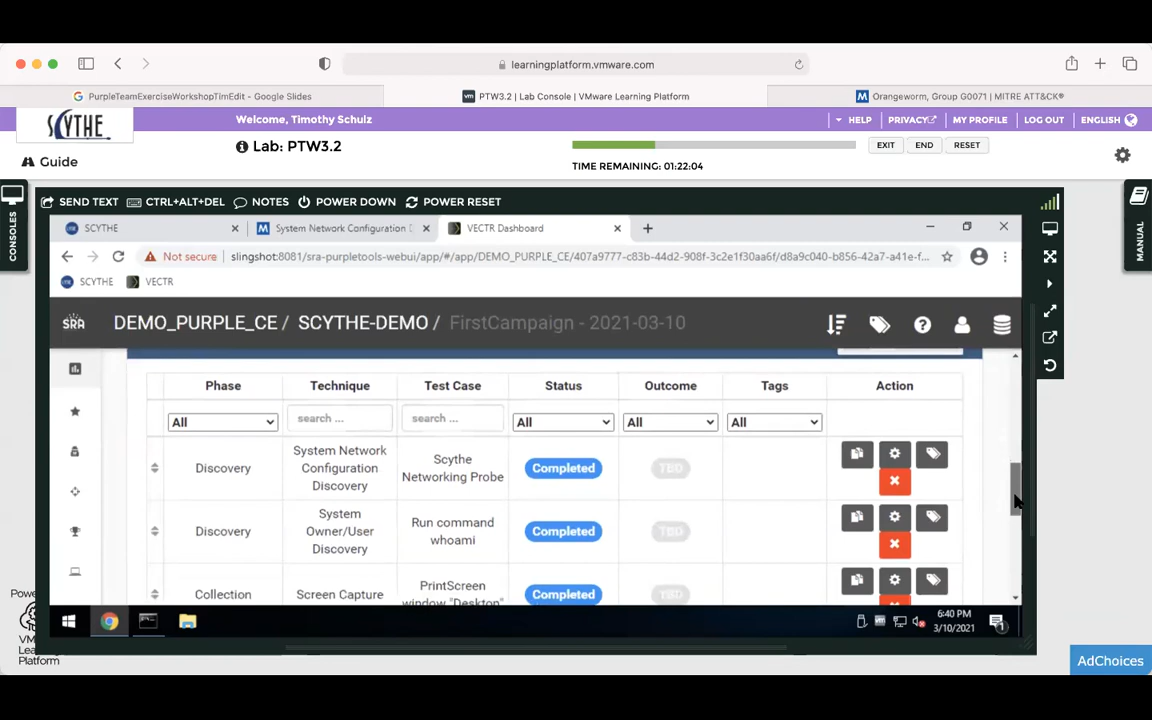 learningplatform.vmware.com
PurpleTeamExerciseWorkshopTimEdit - Google Slides
PTW3.2 | Lab Console | VMware Learning Platform
Orangeworm, Group G0071 | MITRE ATT&CK®
SCYTHE
Welcome, Timothy Schulz
HELP
PRIVACY
MY PROFILE
LOG OUT
ENGLISH
Guide
Lab: PTW3.2
TIME REMAINING: 01:22:04
EXIT
END
RESET
CONSOLES
MANUAL
SEND TEXT
CTRL+ALT+DEL
NOTES
POWER DOWN
POWER RESET
SCYTHE
System Network Configuration
VECTR Dashboard
Not secure
slingshot:8081/sra-purpletools-webui/app/#/app/DEMO_PURPLE_CE/407a9777-c83b-44d2-908f-3c2e1f30aa6f/d8a9c040-b856-42a7-a41e-f...
SCYTHE
VECTR
SRA
DEMO_PURPLE_CE / SCYTHE-DEMO / FirstCampaign - 2021-03-10
Phase
Technique
Test Case
Status
Outcome
Tags
Action
All
search ...
search ...
All
All
All
Discovery
System Network
Configuration
Discovery
Scythe
Networking Probe
Completed
TBD
Discovery
System
Owner/User
Discovery
Run command
whoami
Completed
TBD
Collection
Screen Capture
PrintScreen
window "Desktop"
Completed
TBD
6:40 PM
3/10/2021
1
Powe
VM
Lea
Platform
AdChoices